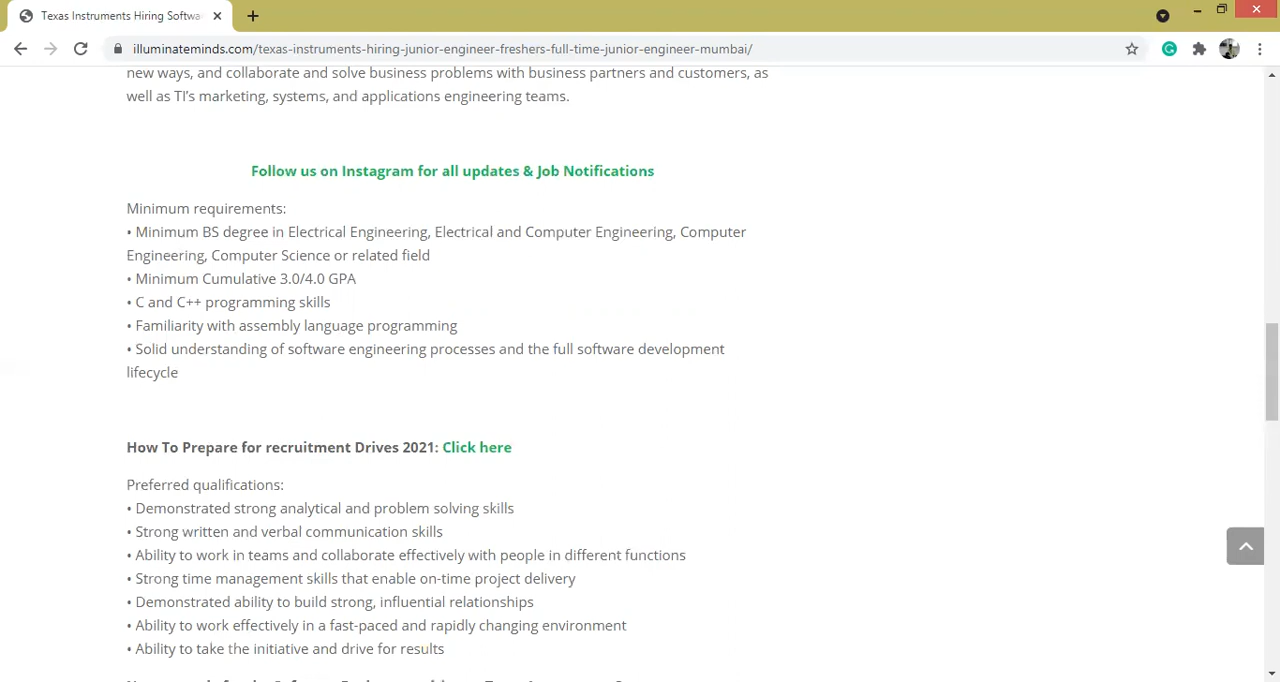 Texas Instruments Hiring Softwa
illuminateminds.com/texas-instruments-hiring-junior-engineer-freshers-full-time-junior-engineer-mumbai/
new ways, and collaborate and solve business problems with business partners and customers, as
well as TI's marketing, systems, and applications engineering teams.
Follow us on Instagram for all updates & Job Notifications
Minimum requirements:
• Minimum BS degree in Electrical Engineering, Electrical and Computer Engineering, Computer
Engineering, Computer Science or related field
• Minimum Cumulative 3.0/4.0 GPA
• C and C++ programming skills
• Familiarity with assembly language programming
• Solid understanding of software engineering processes and the full software development
lifecycle
How To Prepare for recruitment Drives 2021: Click here
Preferred qualifications:
• Demonstrated strong analytical and problem solving skills
• Strong written and verbal communication skills
• Ability to work in teams and collaborate effectively with people in different functions
• Strong time management skills that enable on-time project delivery
• Demonstrated ability to build strong, influential relationships
• Ability to work effectively in a fast-paced and rapidly changing environment
• Ability to take the initiative and drive for results